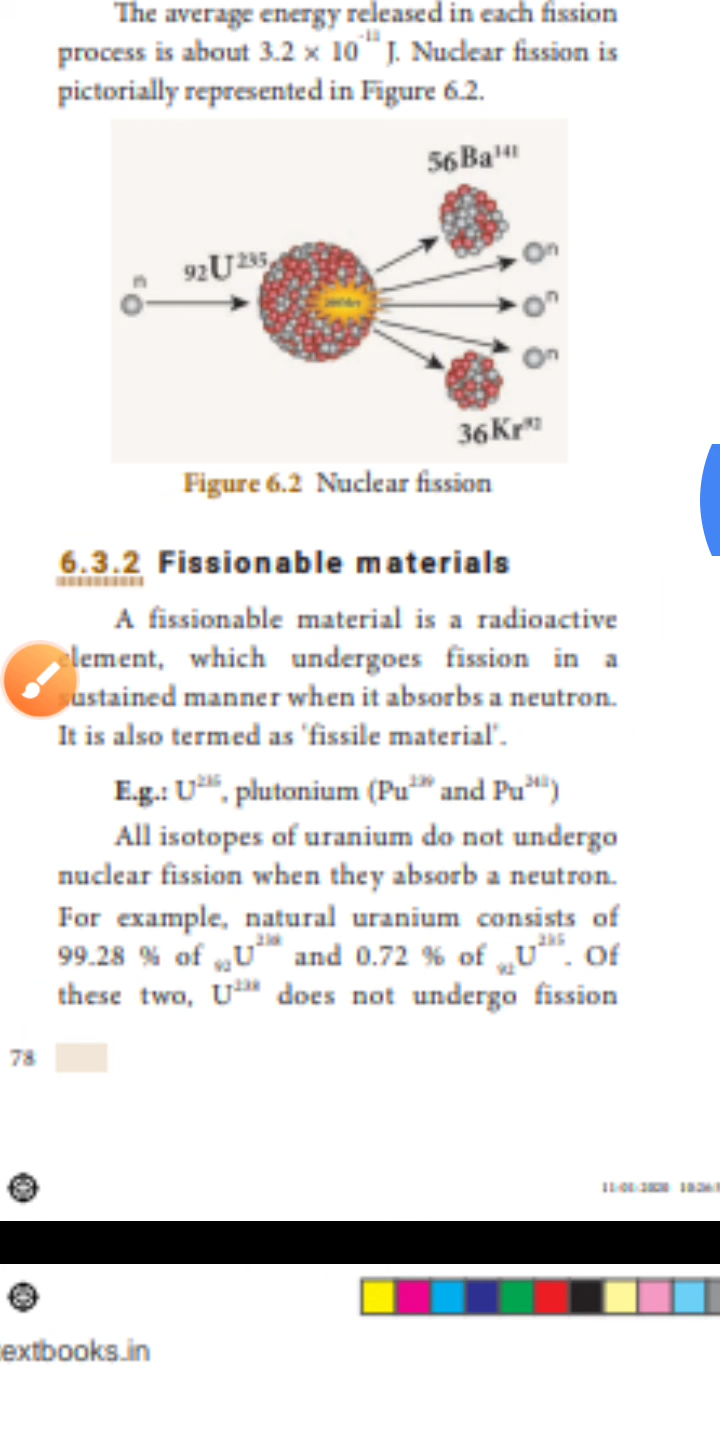 The average energy released in each fission
process is about 3.2 × 10⁻¹¹ J. Nuclear fission is
pictorially represented in Figure 6.2.
56Ba¹⁴¹
n
₉₂U²³⁵
n
n
n
36Kr⁹²
Figure 6.2 Nuclear fission
6.3.2 Fissionable materials
A fissionable material is a radioactive
element, which undergoes fission in a
sustained manner when it absorbs a neutron.
It is also termed as 'fissile material'.
E.g.: U²³⁵, plutonium (Pu²³⁹ and Pu²⁴¹)
All isotopes of uranium do not undergo
nuclear fission when they absorb a neutron.
For example, natural uranium consists of
99.28 % of ₉₂U²³⁸ and 0.72 % of ₉₂U²³⁵. Of
these two, U²³⁸ does not undergo fission
78
extbooks.in